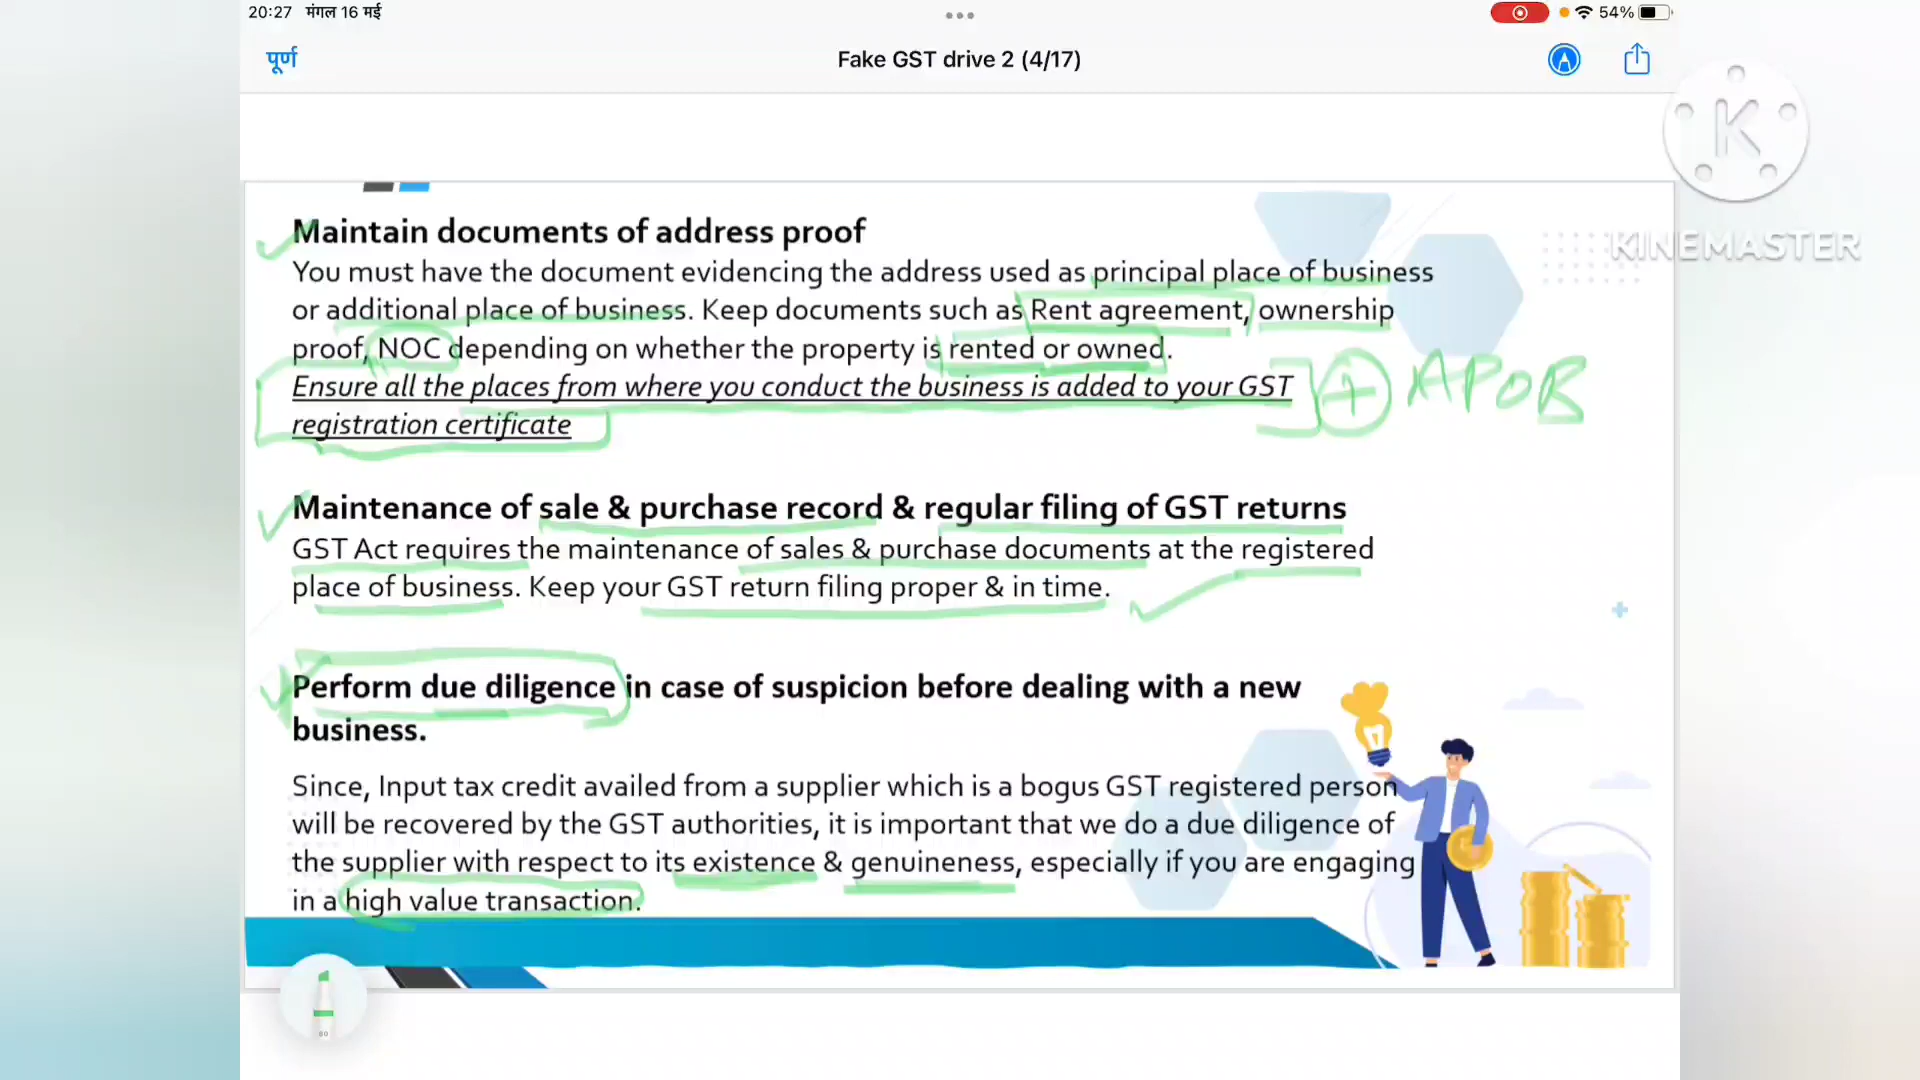 20:27 मंगल 16 मई
54%
पूर्ण
Fake GST drive 2 (4/17)
KINEMASTER
Maintain documents of address proof
You must have the document evidencing the address used as principal place of business
or additional place of business. Keep documents such as Rent agreement, ownership
proof, NOC depending on whether the property is rented or owned.
Ensure all the places from where you conduct the business is added to your GST
registration certificate
+ APOB
Maintenance of sale & purchase record & regular filing of GST returns
GST Act requires the maintenance of sales & purchase documents at the registered
place of business. Keep your GST return filing proper & in time.
Perform due diligence in case of suspicion before dealing with a new
business.
Since, Input tax credit availed from a supplier which is a bogus GST registered person
will be recovered by the GST authorities, it is important that we do a due diligence of
the supplier with respect to its existence & genuineness, especially if you are engaging
in a high value transaction.